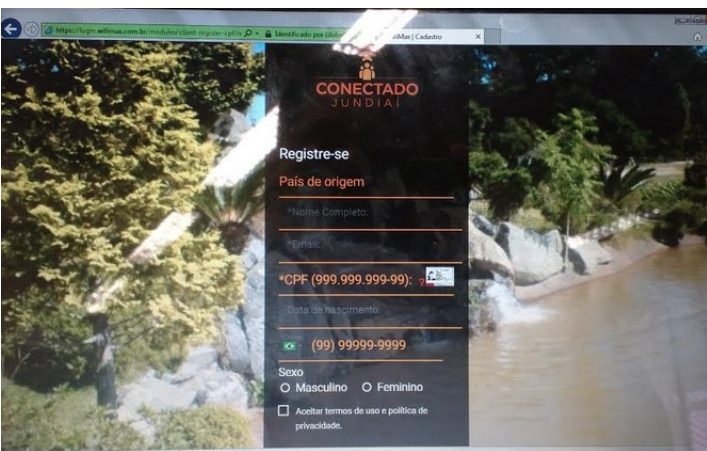 https://login.wifimax.com.br/modules/client-register-cpf/n
Identificado por Global
iMax | Cadastro
CONECTADO
JUNDIAÍ
Registre-se
País de origem
*Nome Completo:
*Email:
*CPF (999.999.999-99): ?
*Data de nascimento:
(99) 99999-9999
Sexo
Masculino Feminino
Aceitar termos de uso e política de
privacidade.